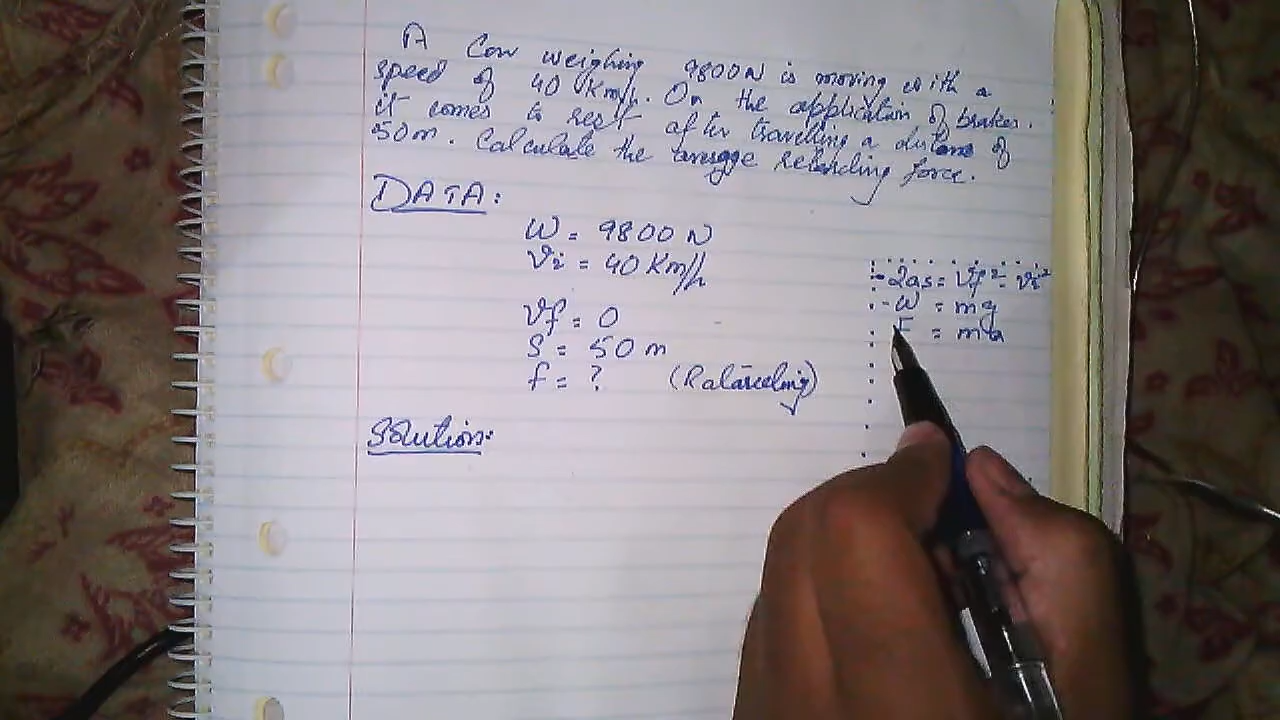 A Car weighing 9800N is moving with a
speed of 40 Km/h. On the application of brakes.
it comes to rest after travelling a distance of
50m. Calculate the average retarding force.
DATA:
W = 9800 N
Vi = 40 Km/h
Vf = 0
S = 50 m
f = ?
Solution:
- 2as = Vf² - Vi²
- W = mg
- F = ma